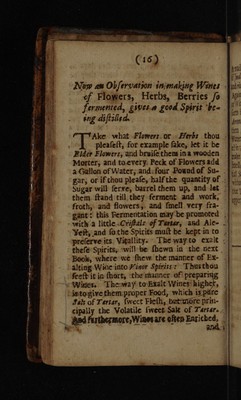 (16)
Now an Observation in making Wines
of Flowers, Herbs, Berries so
fermented, gives a good Spirit be-
ing distilled.
TAke what Flowers or Herbs thou
pleasest, for example sake, let it be
Elder Flowers, and bruise them in a wooden
Morter, and to every Peck of Flowers add
a Gallon of Water, and four Pound of Su-
gar, or if thou please, half the quantity of
Sugar will serve, barrel them up, and let
them stand till they ferment and work,
froth, and flowers, and smell very fra-
gant: this Fermentation may be promoted
with a little Cristals of Tartar, and Ale-
Yest, and so the Spirits must be kept in to
preserve its Vitallity. The way to exalt
these Spirits, will be shewn in the next
Book, where we shew the manner of Ex-
alting Wine into Spirits: Thus thou
seest it in short, the manner of preparing
Wines. The way to Exalt Wines higher,
is to give them proper Food, which is pure
Salt of Tartar, sweet Flesh, but more prin-
cipally the Volatile sweet Salt of Tartar.
And furthermore, Wines are often Enriched,
and